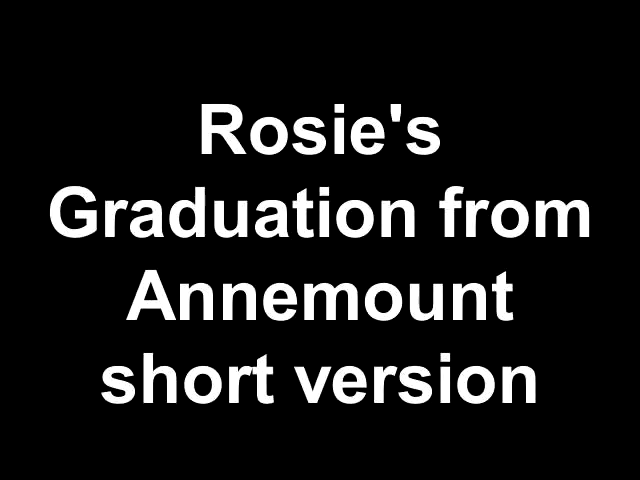 Rosie's
Graduation from
Annemount
short version